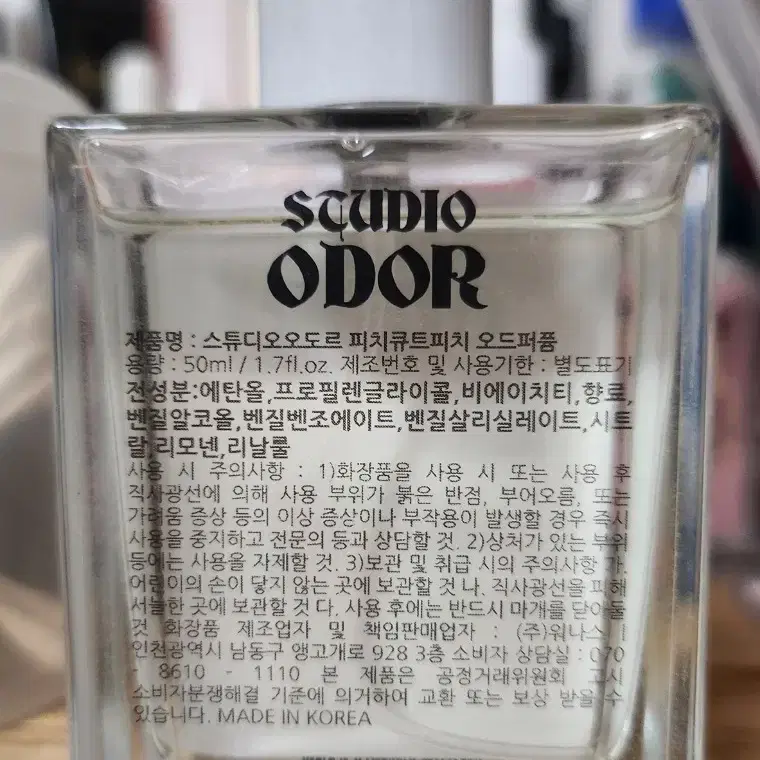 STUDIO
ODOR
제품명 : 스튜디오오도르 피치큐트피치 오드퍼퓸
용량 : 50ml / 1.7fl.oz. 제조번호 및 사용기한 : 별도표기
전성분:에탄올,프로필렌글라이콜,비에이치티,향료,
벤질알코올,벤질벤조에이트,벤질살리실레이트,시트
랄,리모넨,리날룰
사용 시 주의사항 : 1)화장품을 사용 시 또는 사용 후
직사광선에 의해 사용 부위가 붉은 반점, 부어오름, 또는
가려움 증상 등의 이상 증상이나 부작용이 발생할 경우 즉시
사용을 중지하고 전문의 등과 상담할 것. 2)상처가 있는 부위
등에는 사용을 자제할 것. 3)보관 및 취급 시의 주의사항 가.
어린이의 손이 닿지 않는 곳에 보관할 것 나. 직사광선을 피해
서늘한 곳에 보관할 것 다. 사용 후에는 반드시 마개를 닫아둘
것 화장품 제조업자 및 책임판매업자 : (주)워나스 |
인천광역시 남동구 앵고개로 928 3층 소비자 상담실 : 070
- 8610 - 1110 본 제품은 공정거래위원회 고시
소비자분쟁해결 기준에 의거하여 교환 또는 보상 받을 수
있습니다. MADE IN KOREA